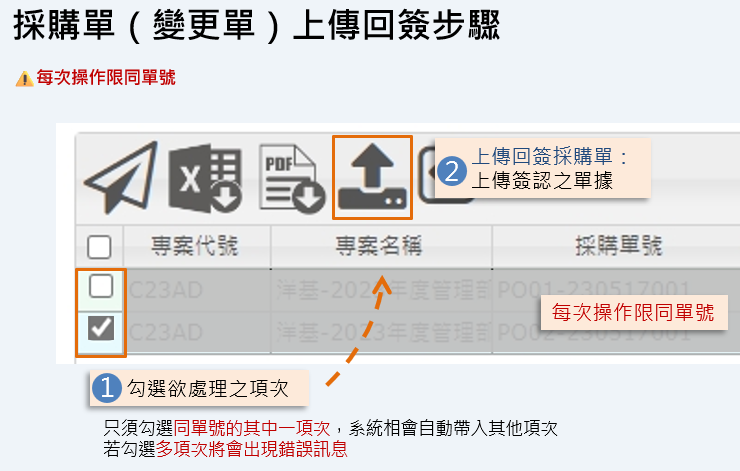 採購單（變更單）上傳回簽步驟
每次操作限同單號
PDF
X
2 上傳回簽採購單：
上傳簽認之單據
專案代號 專案名稱 採購單號
C23AD 洋基-202 年度管理部 PO01-230517001
每次操作限同單號
C23AD 洋基-2023年度管理部 PO02-230517001
1 勾選欲處理之項次
只須勾選同單號的其中一項次，系統相會自動帶入其他項次
若勾選多項次將會出現錯誤訊息